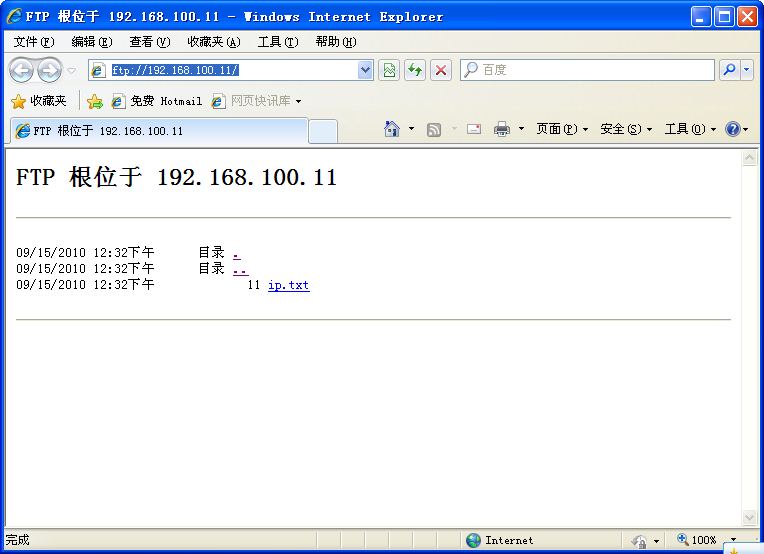 FTP 根位于 192.168.100.11 - Windows Internet Explorer
文件(F) 编辑(E) 查看(V) 收藏夹(A) 工具(T) 帮助(H)
ftp://192.168.100.11/ 百度
收藏夹 免费 Hotmail 网页快讯库
FTP 根位于 192.168.100.11 页面(P) 安全(S) 工具(O)
FTP 根位于 192.168.100.11
09/15/2010 12:32下午 目录 .
09/15/2010 12:32下午 目录 ..
09/15/2010 12:32下午 11 ip.txt
完成 Internet 100%